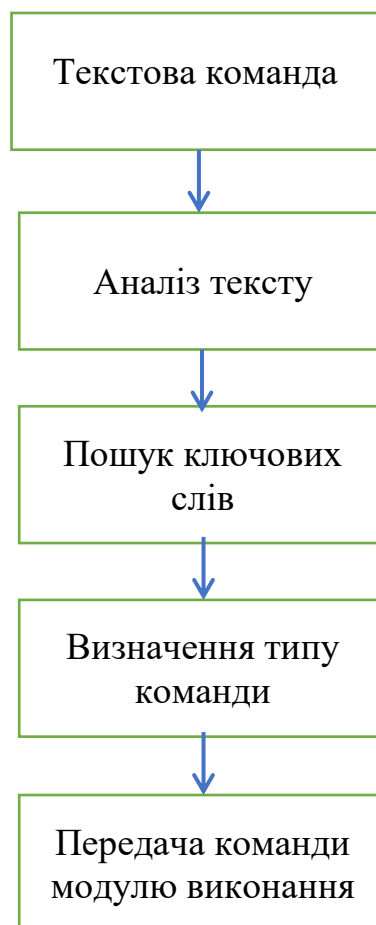 Текстова команда
Аналіз тексту
Пошук ключових
слів
Визначення типу
команди
Передача команди
модулю виконання